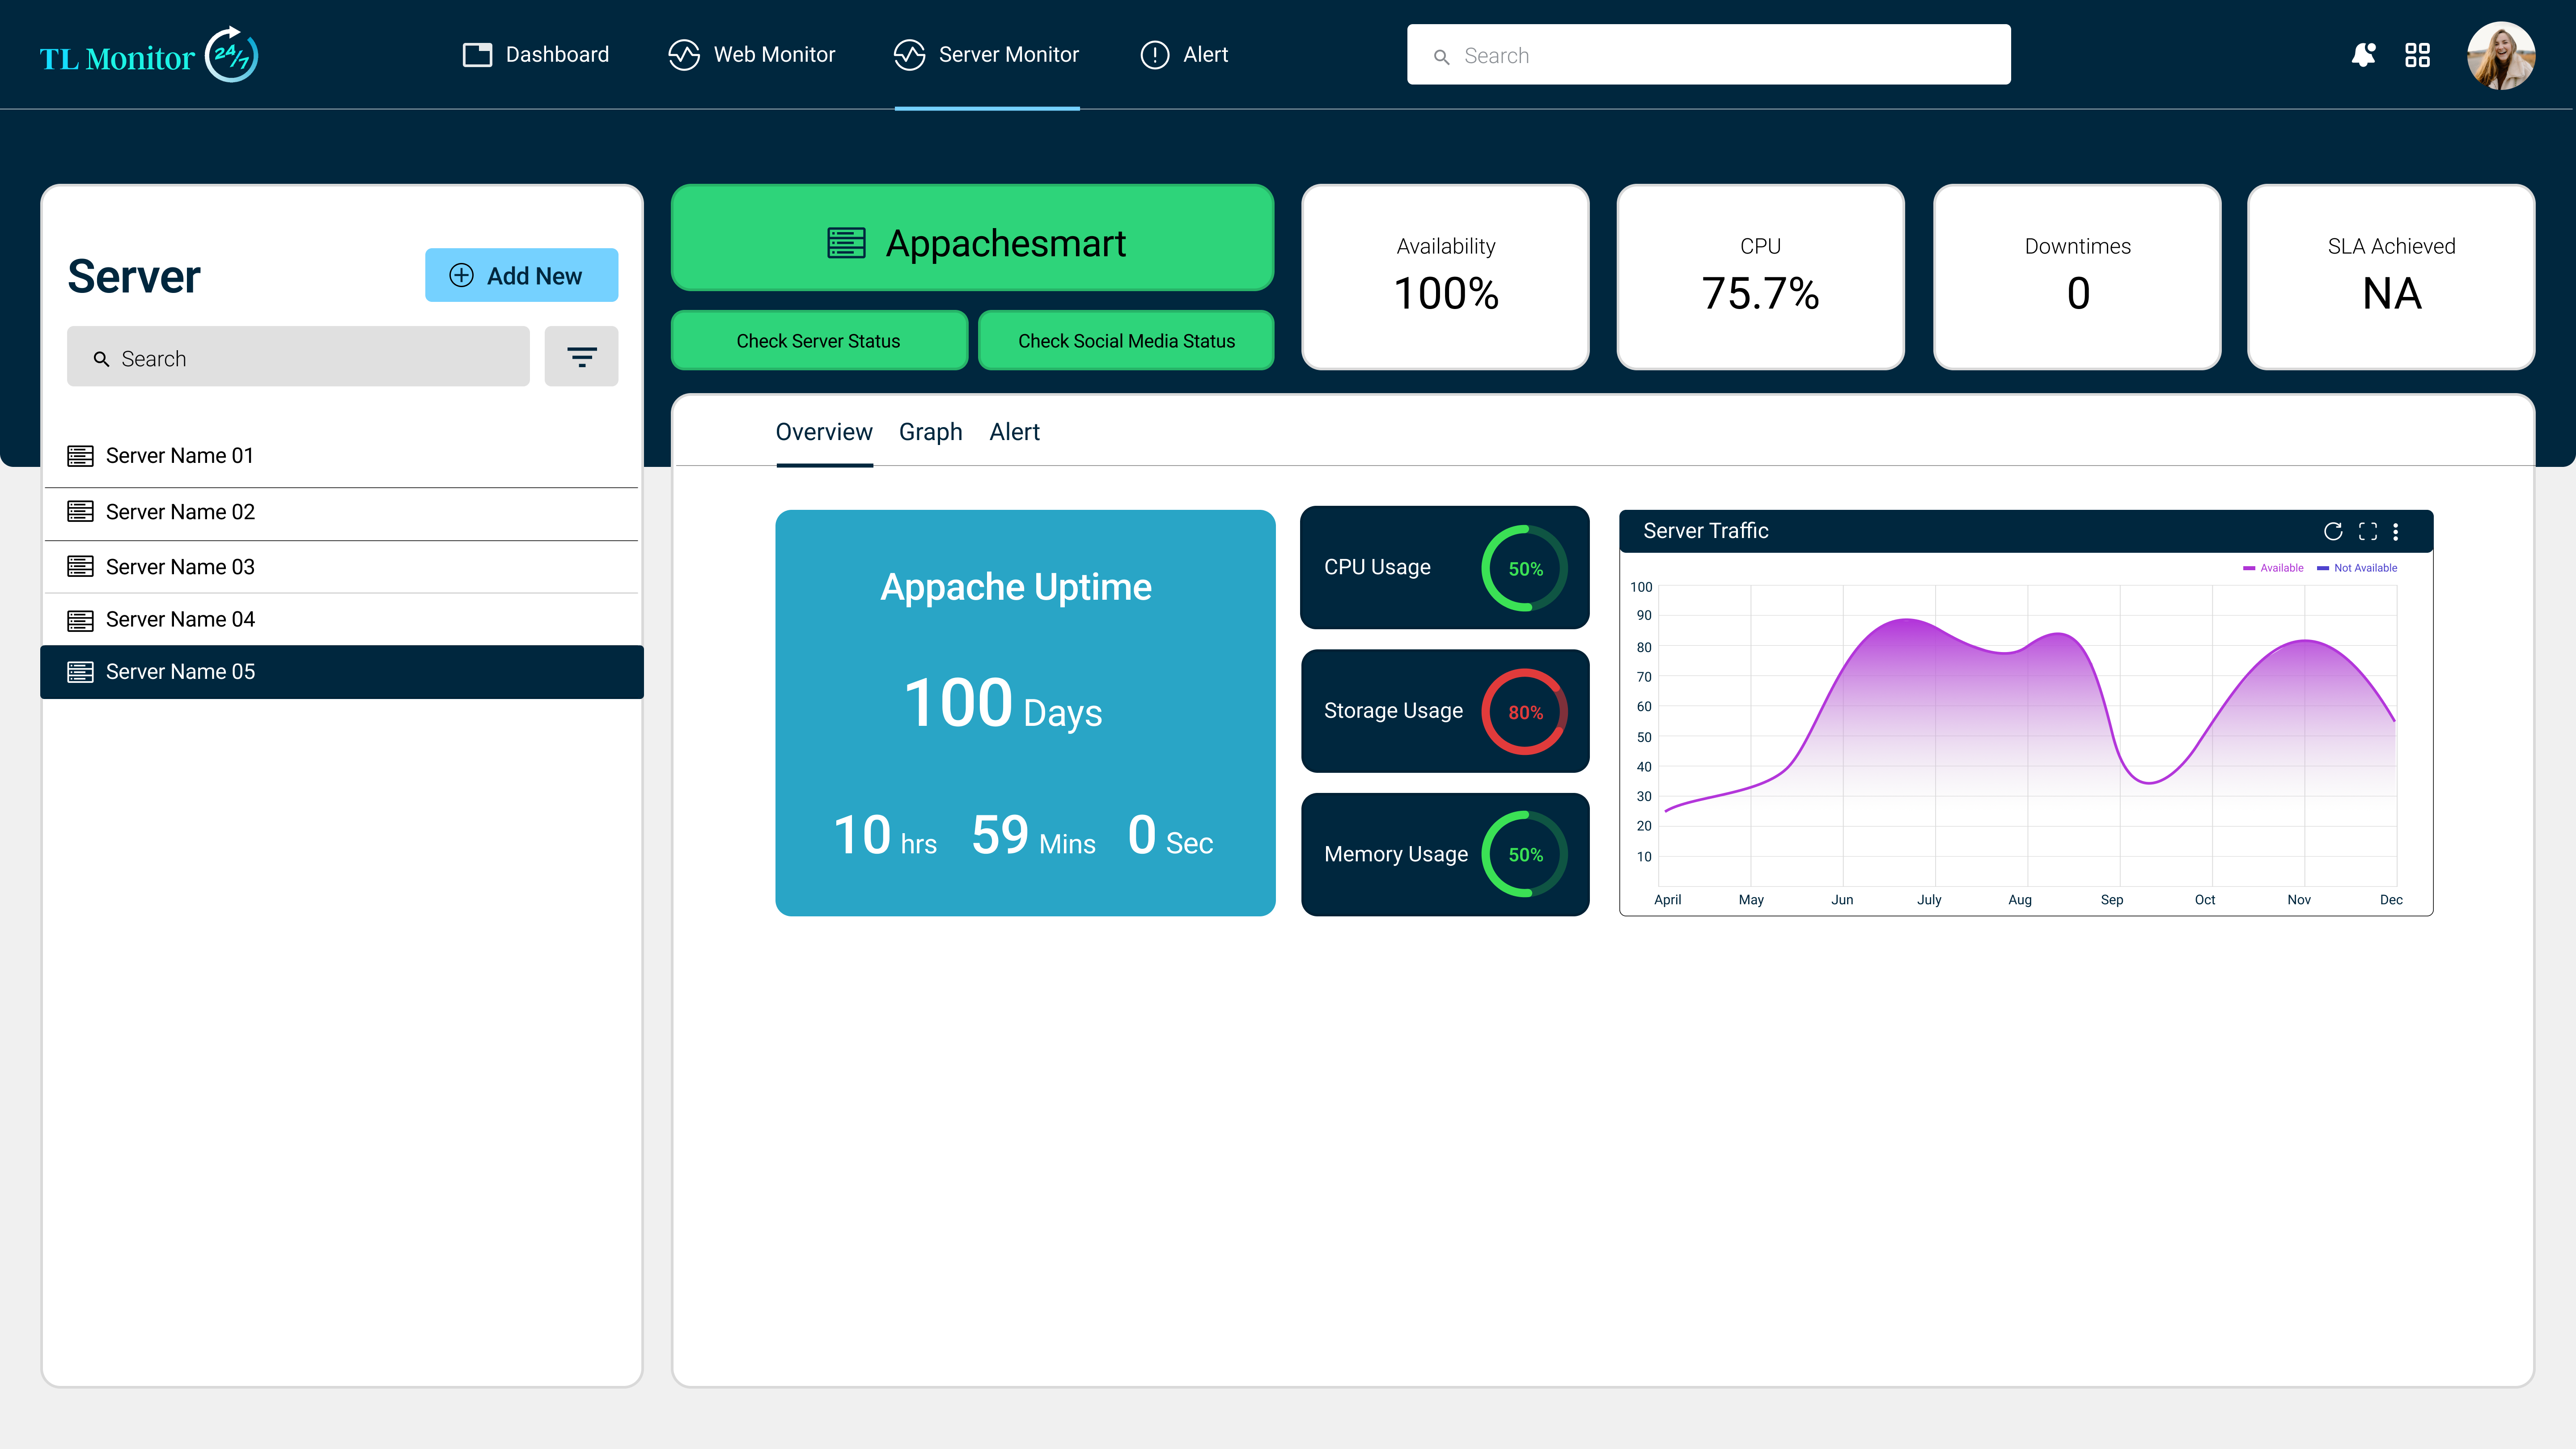 TL Monitor 24/7
Dashboard
Web Monitor
Server Monitor
Alert
Search
Server
Add New
Search
Server Name 01
Server Name 02
Server Name 03
Server Name 04
Server Name 05
Appachesmart
Check Server Status
Check Social Media Status
Availability
100%
CPU
75.7%
Downtimes
0
SLA Achieved
NA
Overview
Graph
Alert
Appache Uptime
100 Days
10 hrs 59 Mins 0 Sec
CPU Usage
50%
Storage Usage
80%
Memory Usage
50%
Server Traffic
Available
Not Available
100
90
80
70
60
50
40
30
20
10
April May Jun July Aug Sep Oct Nov Dec